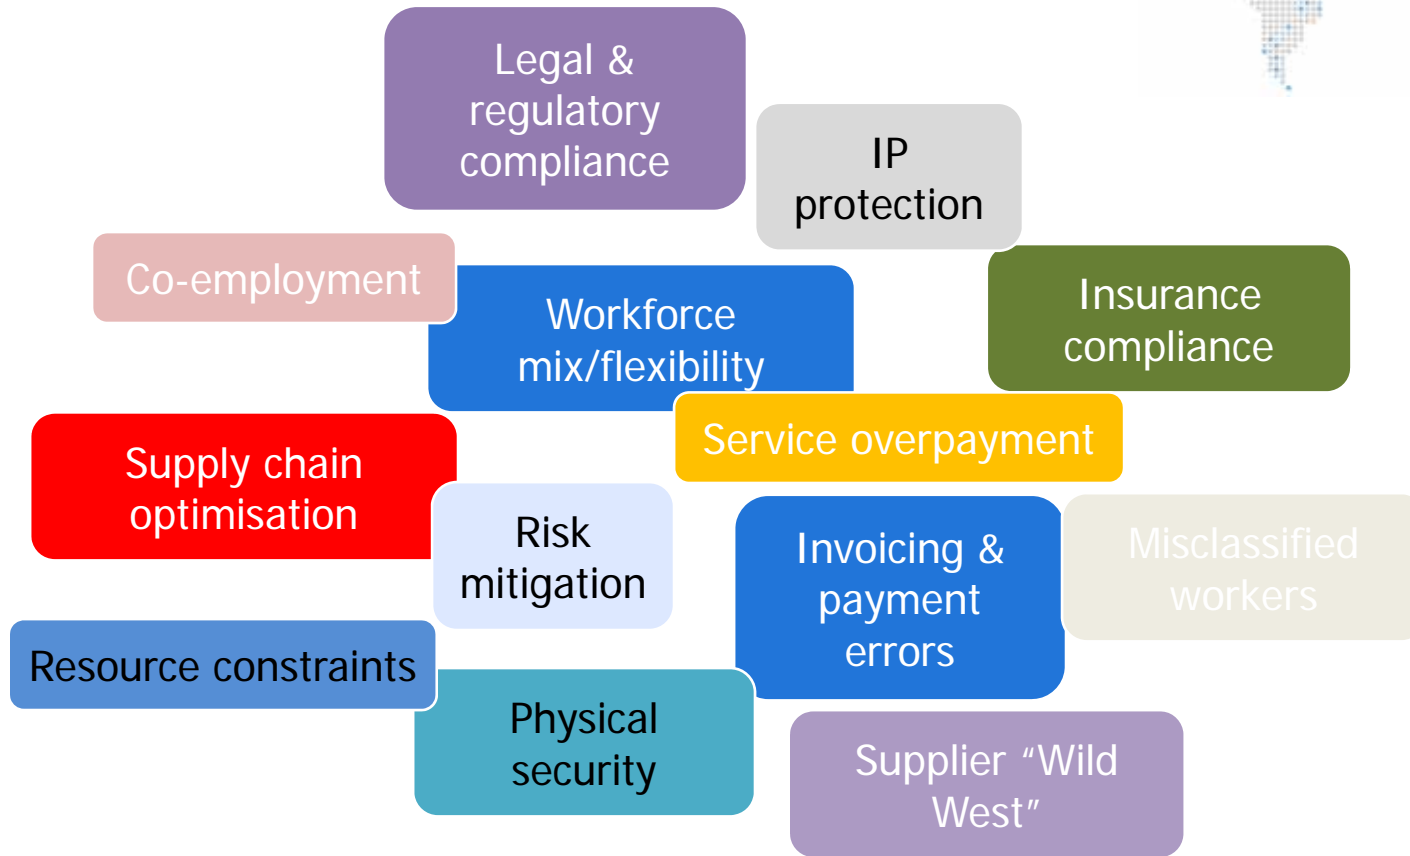 Legal &
regulatory
compliance
IP
protection
Co-employment
Workforce
mix/flexibility
Insurance
compliance
Service overpayment
Supply chain
optimisation
Risk
mitigation
Invoicing &
payment
errors
Misclassified
workers
Resource constraints
Physical
security
Supplier “Wild
West”